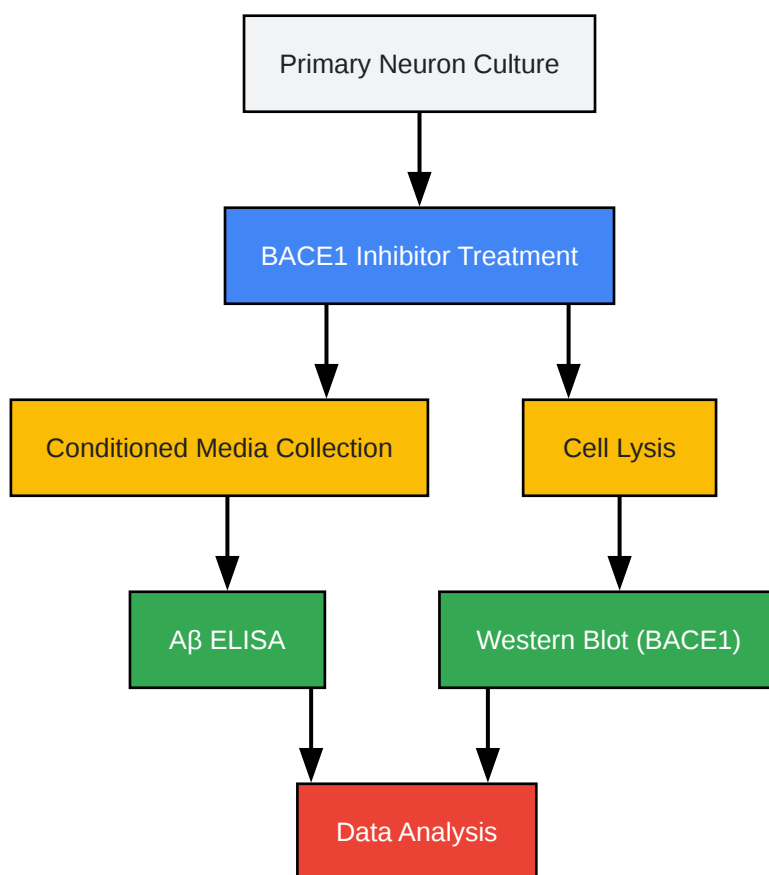 Primary Neuron Culture
BACE1 Inhibitor Treatment
Conditioned Media Collection
Cell Lysis
Aβ ELISA
Western Blot (BACE1)
Data Analysis